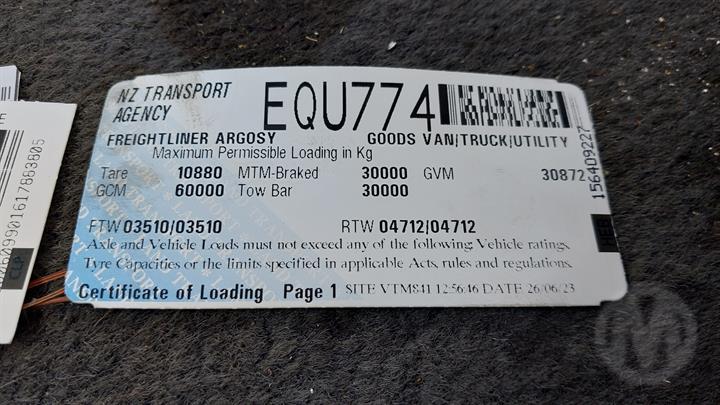 NZ TRANSPORT
AGENCY
EQU774
FREIGHTLINER ARGOSY GOODS VAN/TRUCK/UTILITY
Maximum Permissible Loading in Kg
Tare 10880 MTM-Braked 30000 GVM 30872
GCM 60000 Tow Bar 30000
FTW 03510/03510 RTW 04712/04712
Axle and Vehicle Loads must not exceed any of the following: Vehicle ratings.
Tyre Capacities or the limits specified in applicable Acts, rules and regulations.
Certificate of Loading Page 1 SITE VTM841 12:56:46 DATE 26/06/23
156409227
CLP